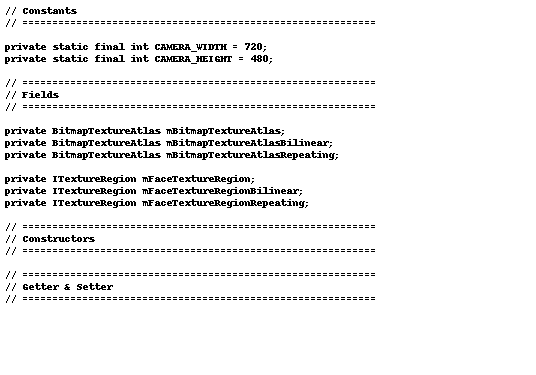 // Constants
// ===========================================================
private static final int CAMERA_WIDTH = 720;
private static final int CAMERA_HEIGHT = 480;
// ===========================================================
// Fields
// ===========================================================
private BitmapTextureAtlas mBitmapTextureAtlas;
private BitmapTextureAtlas mBitmapTextureAtlasBilinear;
private BitmapTextureAtlas mBitmapTextureAtlasRepeating;
private ITextureRegion mFaceTextureRegion;
private ITextureRegion mFaceTextureRegionBilinear;
private ITextureRegion mFaceTextureRegionRepeating;
// ===========================================================
// Constructors
// ===========================================================
// ===========================================================
// Getter & Setter
// ===========================================================